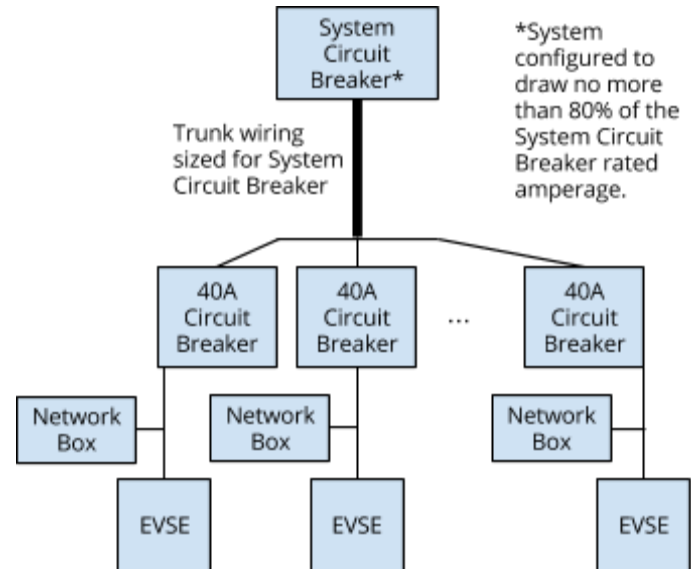 System
Circuit
Breaker*
*System
configured to
draw no more
than 80% of the
System Circuit
Breaker rated
amperage.
Trunk wiring
sized for System
Circuit Breaker
40A
Circuit
Breaker
40A
Circuit
Breaker
...
40A
Circuit
Breaker
Network
Box
Network
Box
Network
Box
EVSE
EVSE
EVSE